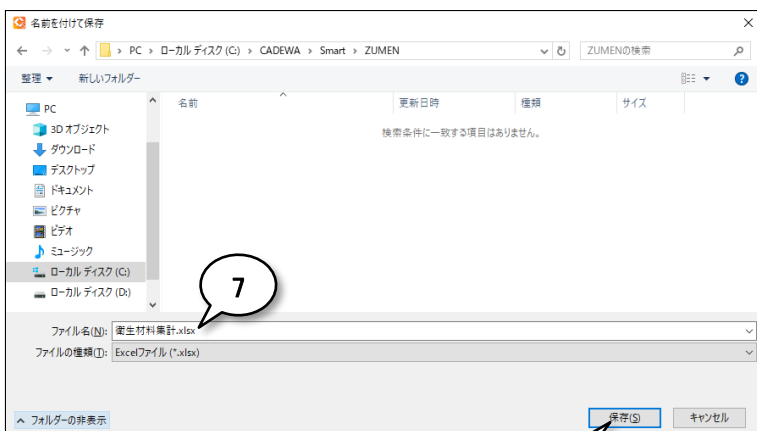 名前を付けて保存
PC › ローカル ディスク (C:) › CADEWA › Smart › ZUMEN
ZUMENの検索
整理 新しいフォルダー
名前 更新日時 種類 サイズ
検索条件に一致する項目はありません。
PC
3D オブジェクト
ダウンロード
デスクトップ
ドキュメント
ピクチャ
ビデオ
ミュージック
ローカル ディスク (C:)
ローカル ディスク (D:)
7
ファイル名(N): 衛生材料集計.xlsx
ファイルの種類(T): Excelファイル (*.xlsx)
フォルダーの非表示
保存(S) キャンセル